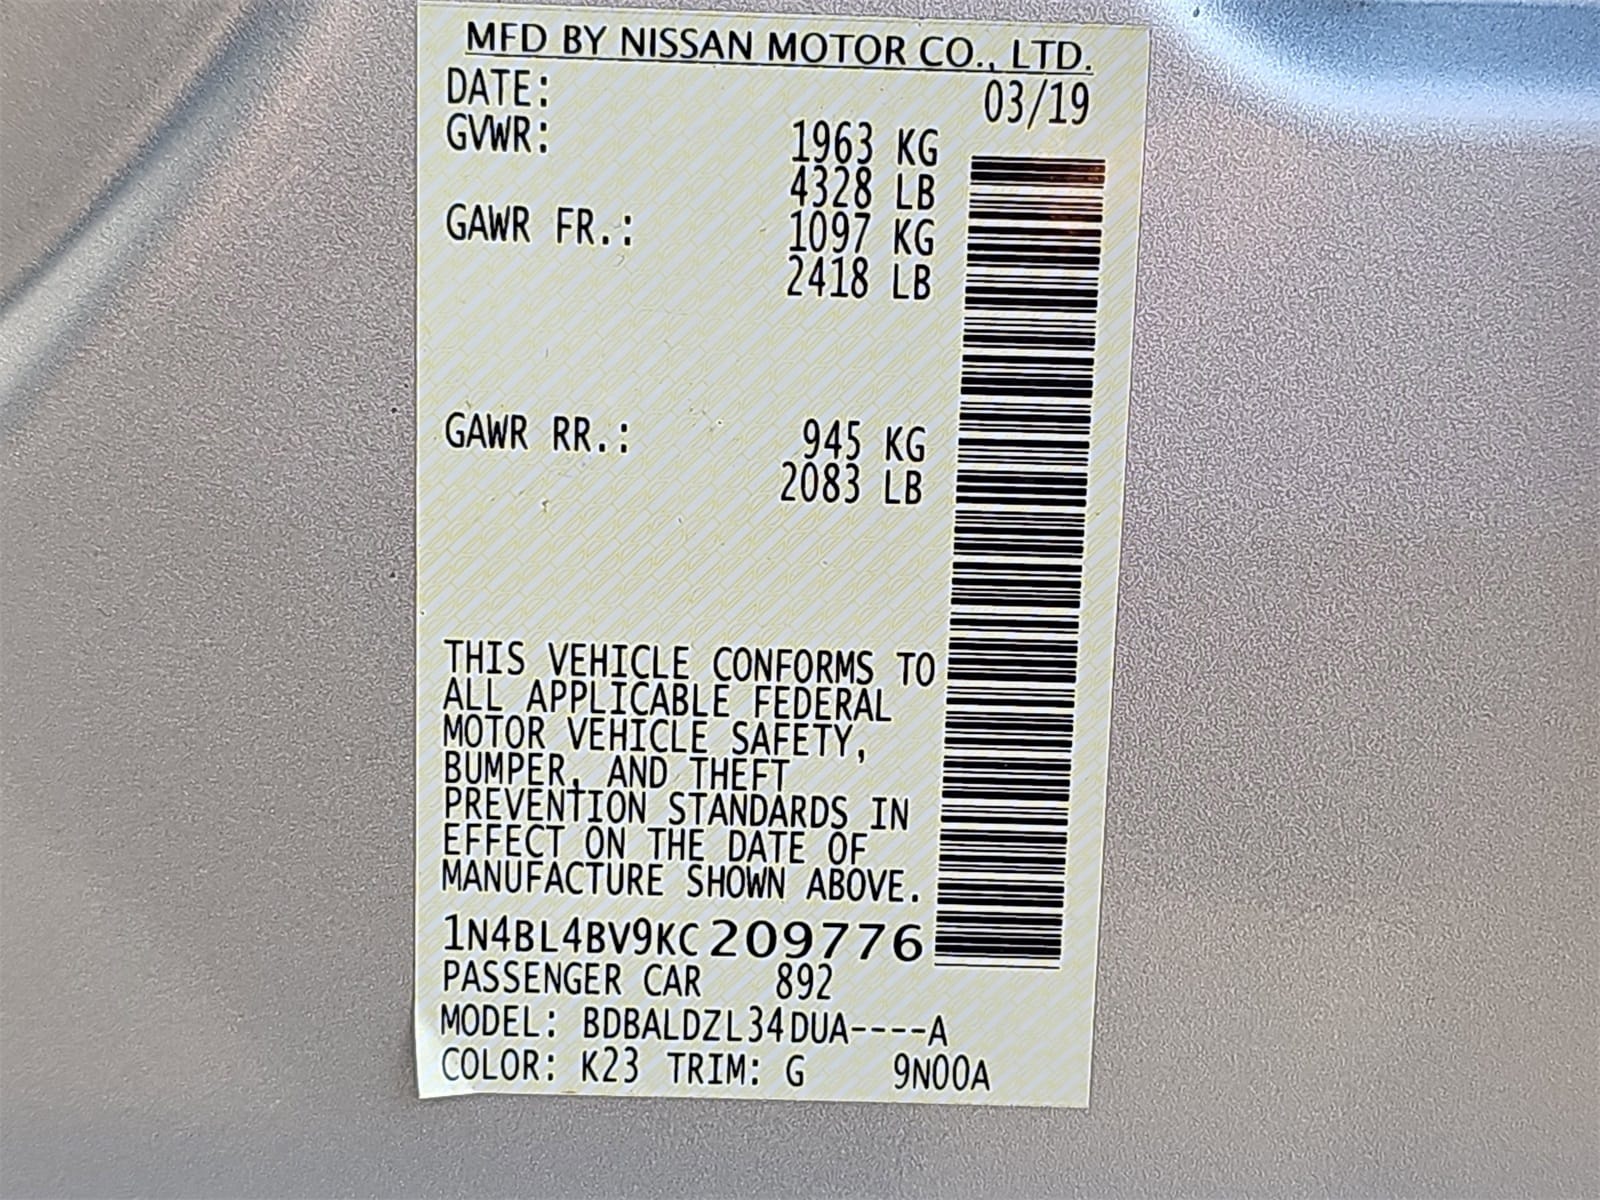 MFD BY NISSAN MOTOR CO., LTD.
DATE: 03/19
GVWR: 1963 KG
4328 LB
GAWR FR.: 1097 KG
2418 LB
GAWR RR.: 945 KG
2083 LB
THIS VEHICLE CONFORMS TO
ALL APPLICABLE FEDERAL
MOTOR VEHICLE SAFETY,
BUMPER, AND THEFT
PREVENTION STANDARDS IN
EFFECT ON THE DATE OF
MANUFACTURE SHOWN ABOVE.
1N4BL4BV9KC209776
PASSENGER CAR 892
MODEL: BDBALDZL34DUA----A
COLOR: K23 TRIM: G 9N00A